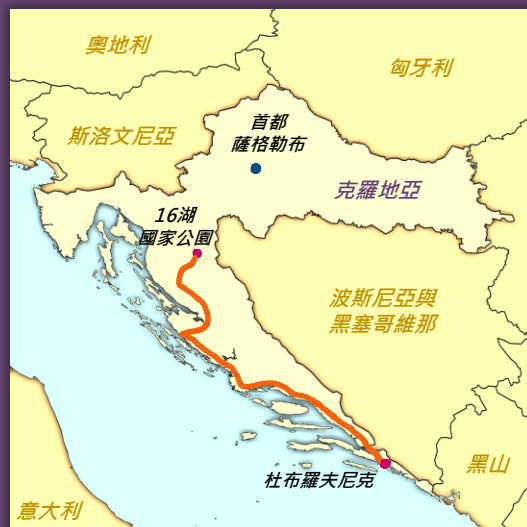 奧地利
匈牙利
首都
薩格勒布
斯洛文尼亞
克羅地亞
16湖
國家公園
波斯尼亞與
黑塞哥維那
黑山
杜布羅夫尼克
意大利